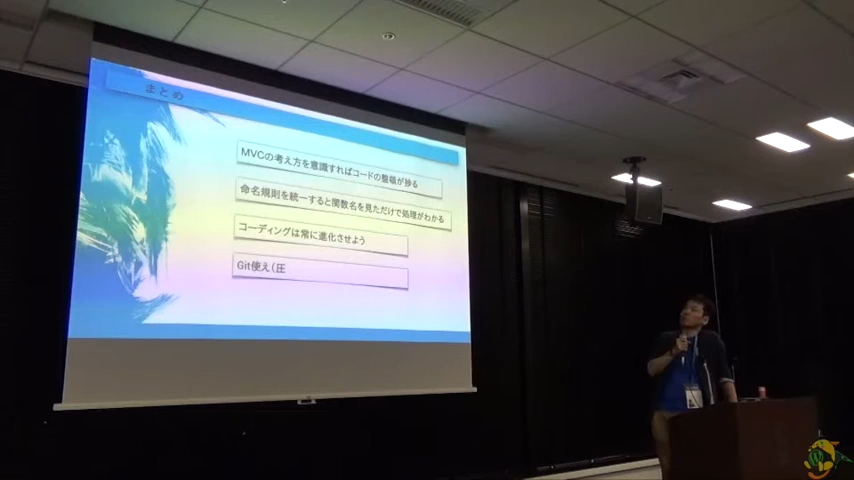 まとめ
MVCの考え方を意識すればコードの整頓が捗る
命名規則を統一すると関数名を見ただけで処理がわかる
コーディングは常に進化させよう
Git使え(圧